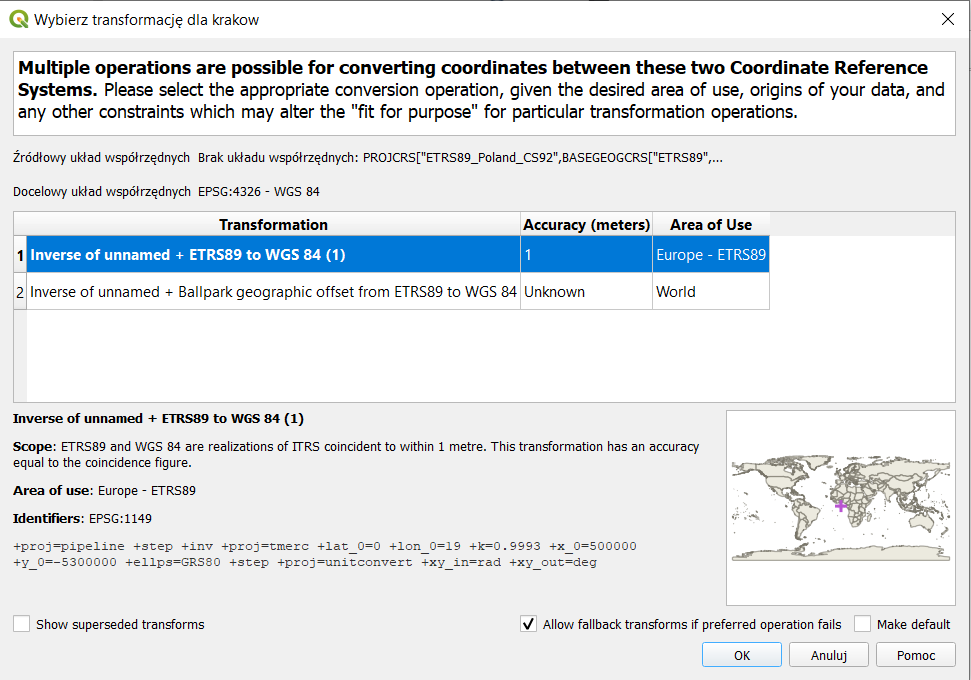 Wybierz transformację dla krakow
Multiple operations are possible for converting coordinates between these two Coordinate Reference
Systems. Please select the appropriate conversion operation, given the desired area of use, origins of your data, and
any other constraints which may alter the "fit for purpose" for particular transformation operations.
Źródłowy układ współrzędnych Brak układu współrzędnych: PROJCRS["ETRS89_Poland_CS92",BASEGEOGCRS["ETRS89",...
Docelowy układ współrzędnych EPSG:4326 - WGS 84
Transformation Accuracy (meters) Area of Use
1 Inverse of unnamed + ETRS89 to WGS 84 (1) 1 Europe - ETRS89
2 Inverse of unnamed + Ballpark geographic offset from ETRS89 to WGS 84 Unknown World
Inverse of unnamed + ETRS89 to WGS 84 (1)
Scope: ETRS89 and WGS 84 are realizations of ITRS coincident to within 1 metre. This transformation has an accuracy
equal to the coincidence figure.
Area of use: Europe - ETRS89
Identifiers: EPSG:1149
+proj=pipeline +step +inv +proj=tmerc +lat_0=0 +lon_0=19 +k=0.9993 +x_0=500000
+y_0=-5300000 +ellps=GRS80 +step +proj=unitconvert +xy_in=rad +xy_out=deg
Show superseded transforms
Allow fallback transforms if preferred operation fails
Make default
OK
Anuluj
Pomoc